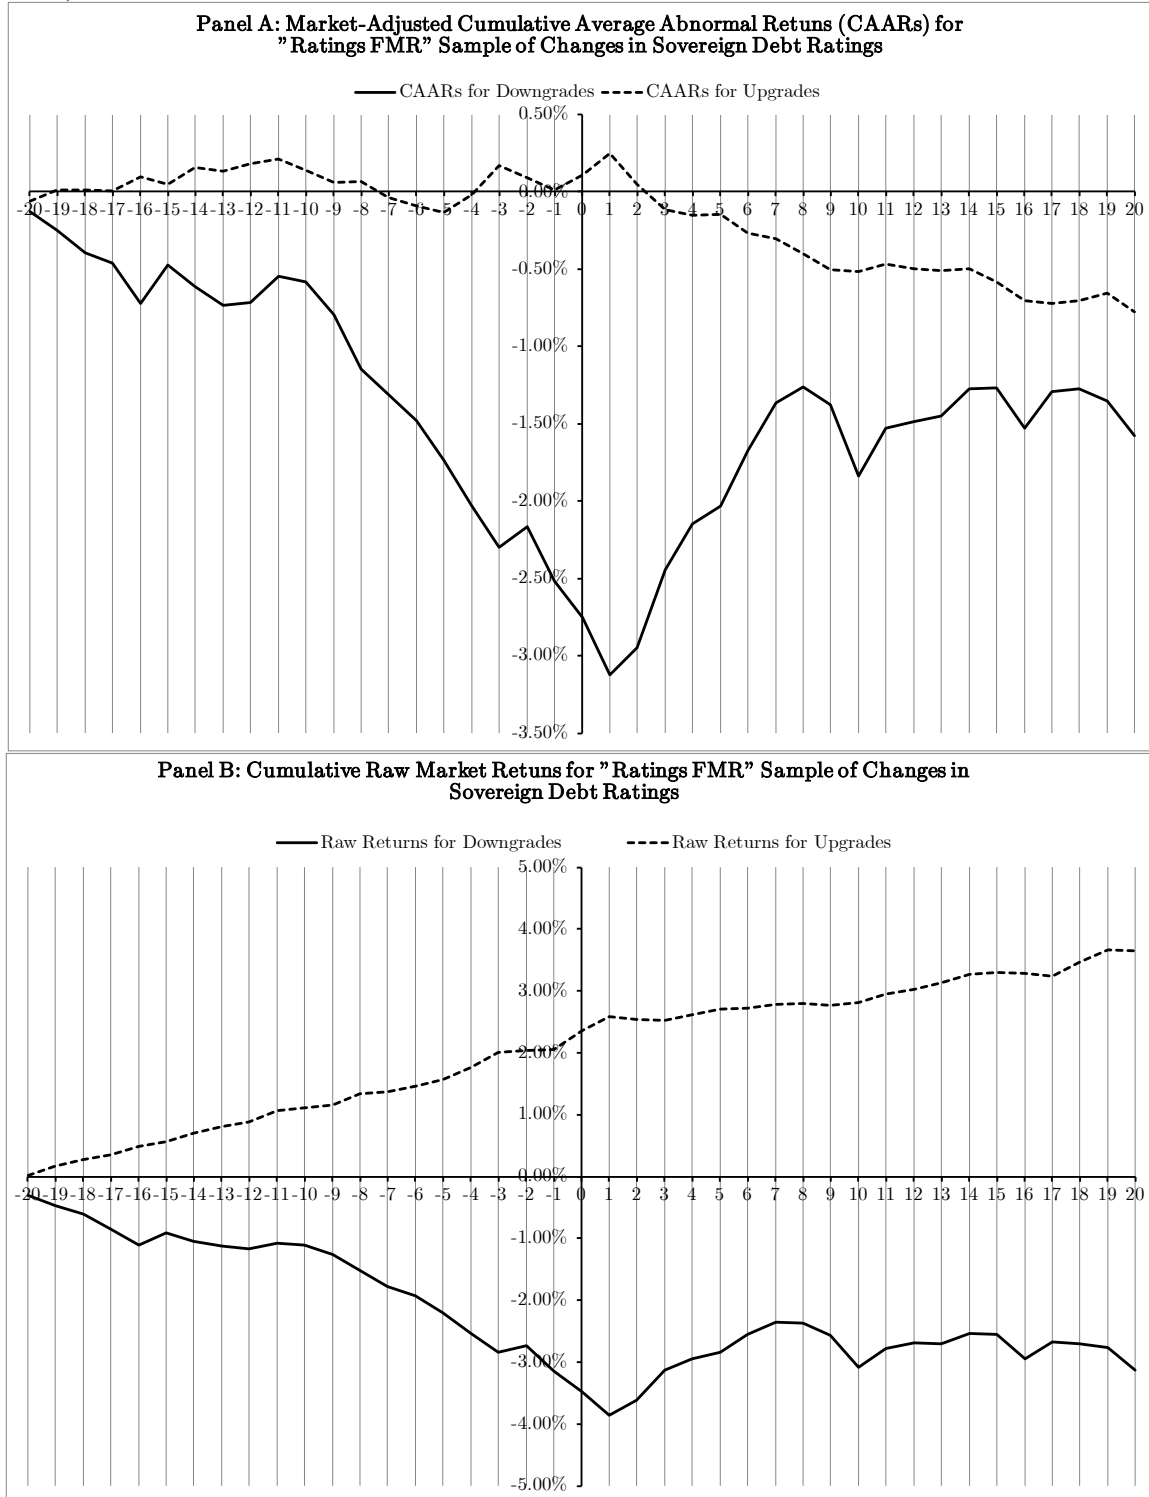 Panel A: Market-Adjusted Cumulative Average Abnormal Retuns (CAARs) for
”Ratings FMR” Sample of Changes in Sovereign Debt Ratings
CAARs for Downgrades CAARs for Upgrades
0.50%
0.00%
-20 -19 -18 -17 -16 -15 -14 -13 -12 -11 -10 -9 -8 -7 -6 -5 -4 -3 -2 -1 0 1 2 3 4 5 6 7 8 9 10 11 12 13 14 15 16 17 18 19 20
-0.50%
-1.00%
-1.50%
-2.00%
-2.50%
-3.00%
-3.50%
Panel B: Cumulative Raw Market Retuns for ”Ratings FMR” Sample of Changes in
Sovereign Debt Ratings
Raw Returns for Downgrades Raw Returns for Upgrades
5.00%
4.00%
3.00%
2.00%
1.00%
0.00%
-20 -19 -18 -17 -16 -15 -14 -13 -12 -11 -10 -9 -8 -7 -6 -5 -4 -3 -2 -1 0 1 2 3 4 5 6 7 8 9 10 11 12 13 14 15 16 17 18 19 20
-1.00%
-2.00%
-3.00%
-4.00%
-5.00%